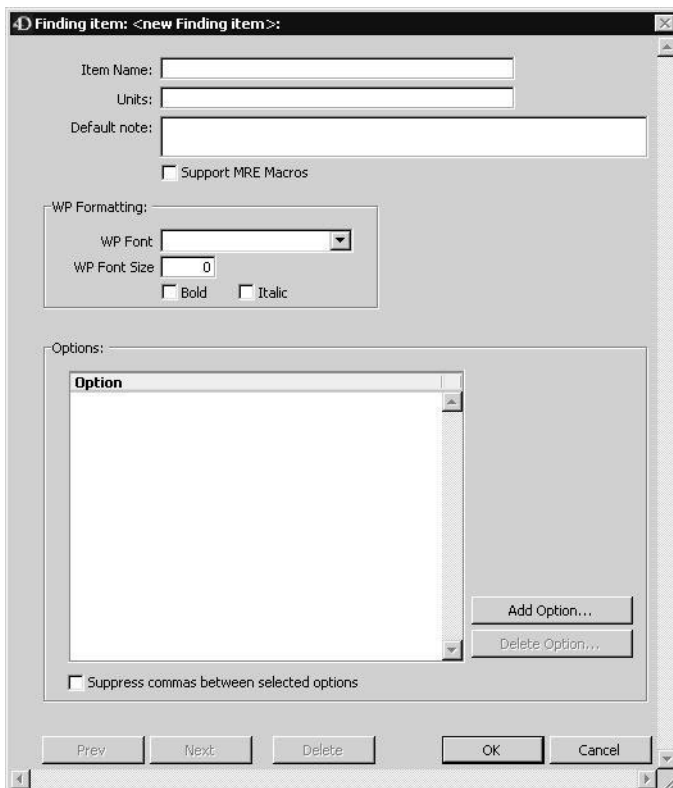 4D Finding item: <new Finding item>:
Item Name:
Units:
Default note:
Support MRE Macros
WP Formatting:
WP Font
WP Font Size 0
Bold Italic
Options:
Option
Add Option...
Delete Option...
Suppress commas between selected options
Prev Next Delete OK Cancel